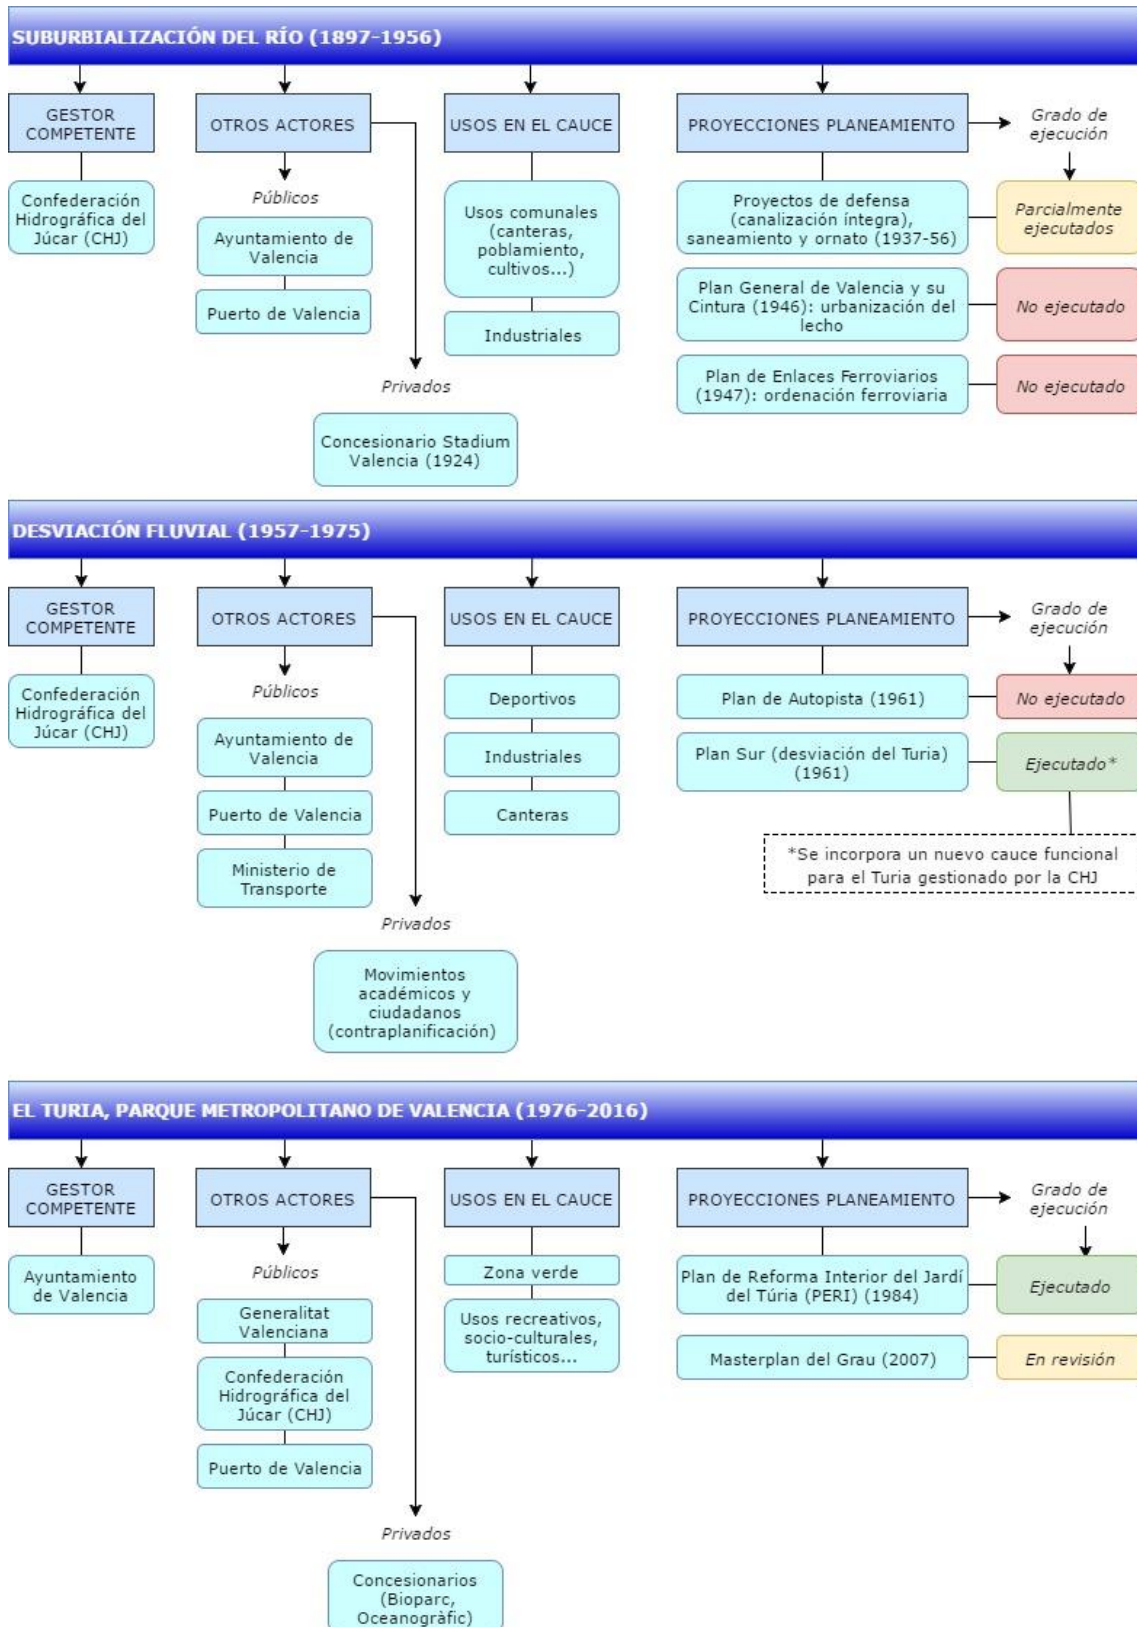 SUBURBIALIZACIÓN DEL RÍO (1897-1956)
GESTOR
COMPETENTE
Confederación
Hidrográfica del
Júcar (CHJ)
OTROS ACTORES
Públicos
Ayuntamiento de
Valencia
Puerto de Valencia
Privados
Concesionario Stadium
Valencia (1924)
USOS EN EL CAUCE
Usos comunales
(canteras,
poblamiento,
cultivos...)
Industriales
PROYECCIONES PLANEAMIENTO
Grado de
ejecución
Proyectos de defensa
(canalización íntegra),
saneamiento y ornato (1937-56)
Parcialmente
ejecutados
Plan General de Valencia y su
Cintura (1946): urbanización del
lecho
No ejecutado
Plan de Enlaces Ferroviarios
(1947): ordenación ferroviaria
No ejecutado
DESVIACIÓN FLUVIAL (1957-1975)
GESTOR
COMPETENTE
Confederación
Hidrográfica del
Júcar (CHJ)
OTROS ACTORES
Públicos
Ayuntamiento de
Valencia
Puerto de Valencia
Ministerio de
Transporte
Privados
Movimientos
académicos y
ciudadanos
(contraplanificación)
USOS EN EL CAUCE
Deportivos
Industriales
Canteras
PROYECCIONES PLANEAMIENTO
Grado de
ejecución
Plan de Autopista (1961)
No ejecutado
Plan Sur (desviación del Turia)
(1961)
Ejecutado*
*Se incorpora un nuevo cauce funcional
para el Turia gestionado por la CHJ
EL TURIA, PARQUE METROPOLITANO DE VALENCIA (1976-2016)
GESTOR
COMPETENTE
Ayuntamiento
de Valencia
OTROS ACTORES
Públicos
Generalitat
Valenciana
Confederación
Hidrográfica del
Júcar (CHJ)
Puerto de Valencia
Privados
Concesionarios
(Bioparc,
Oceanogràfic)
USOS EN EL CAUCE
Zona verde
Usos recreativos,
socio-culturales,
turísticos...
PROYECCIONES PLANEAMIENTO
Grado de
ejecución
Plan de Reforma Interior del Jardí
del Túria (PERI) (1984)
Ejecutado
Masterplan del Grau (2007)
En revisión